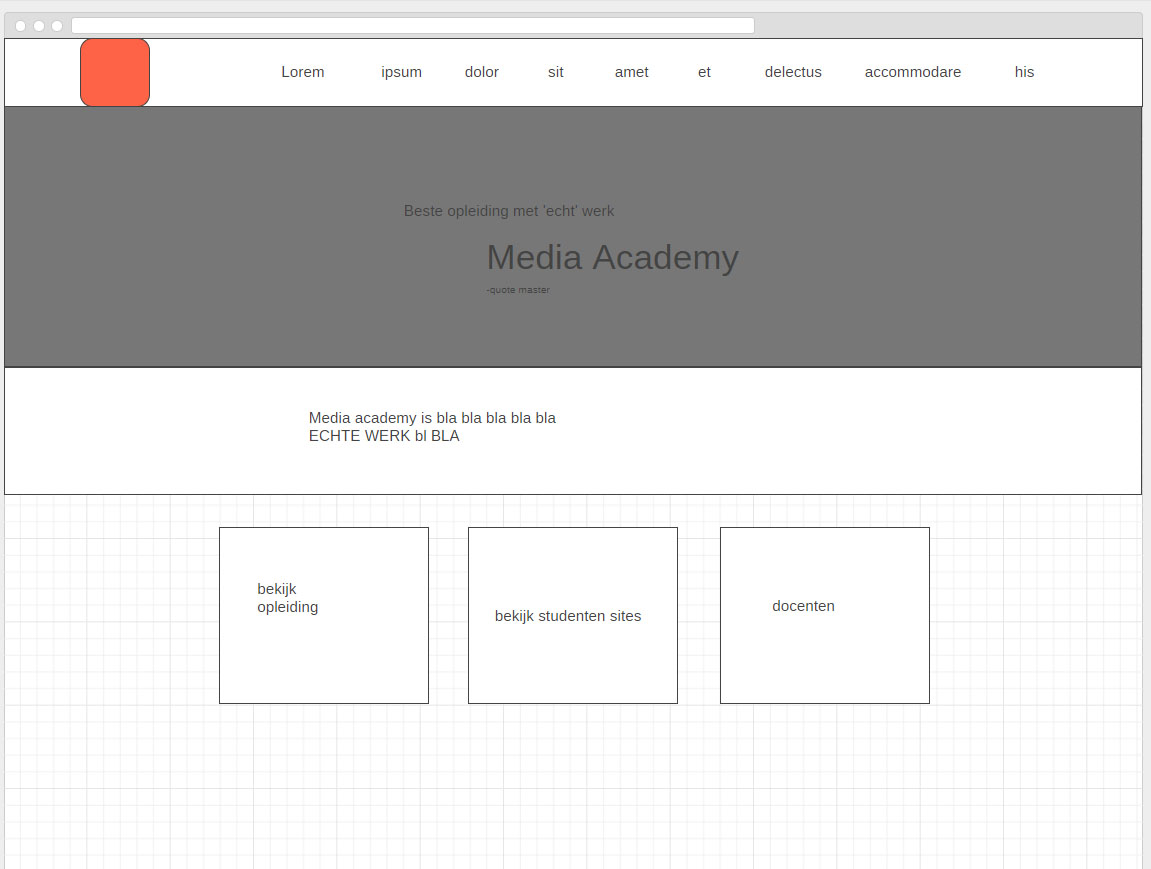 Lorem ipsum dolor sit amet et delectus accommodare his
Beste opleiding met 'echt' werk
Media Academy
-quote master
Media academy is bla bla bla bla bla
ECHTE WERK bl BLA
bekijk
opleiding
bekijk studenten sites
docenten